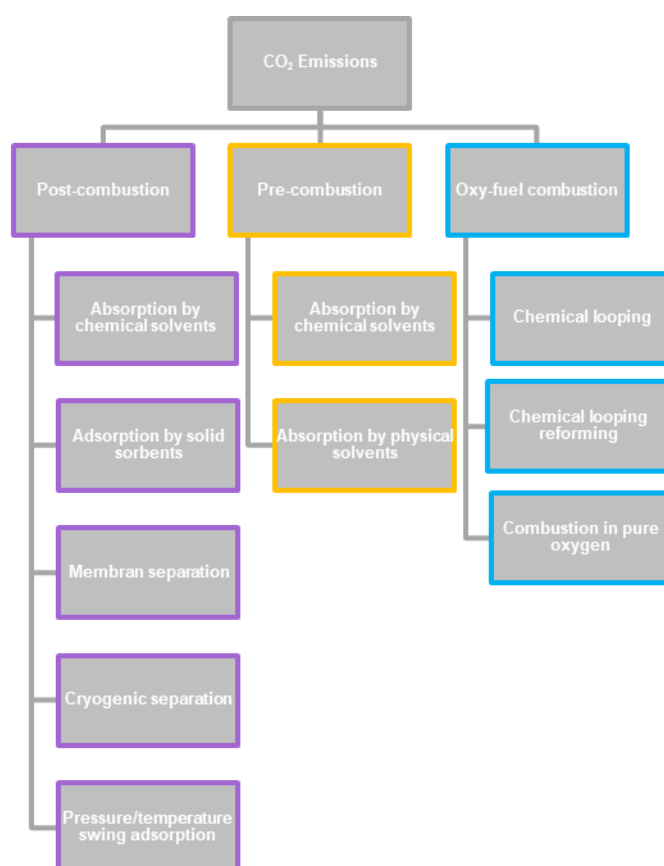 CO₂ Emissions
Post-combustion
Pre-combustion
Oxy-fuel combustion
Absorption by
chemical solvents
Adsorption by solid
sorbents
Membran separation
Cryogenic separation
Pressure/temperature
swing adsorption
Absorption by
chemical solvents
Absorption by physical
solvents
Chemical looping
Chemical looping
reforming
Combustion in pure
oxygen